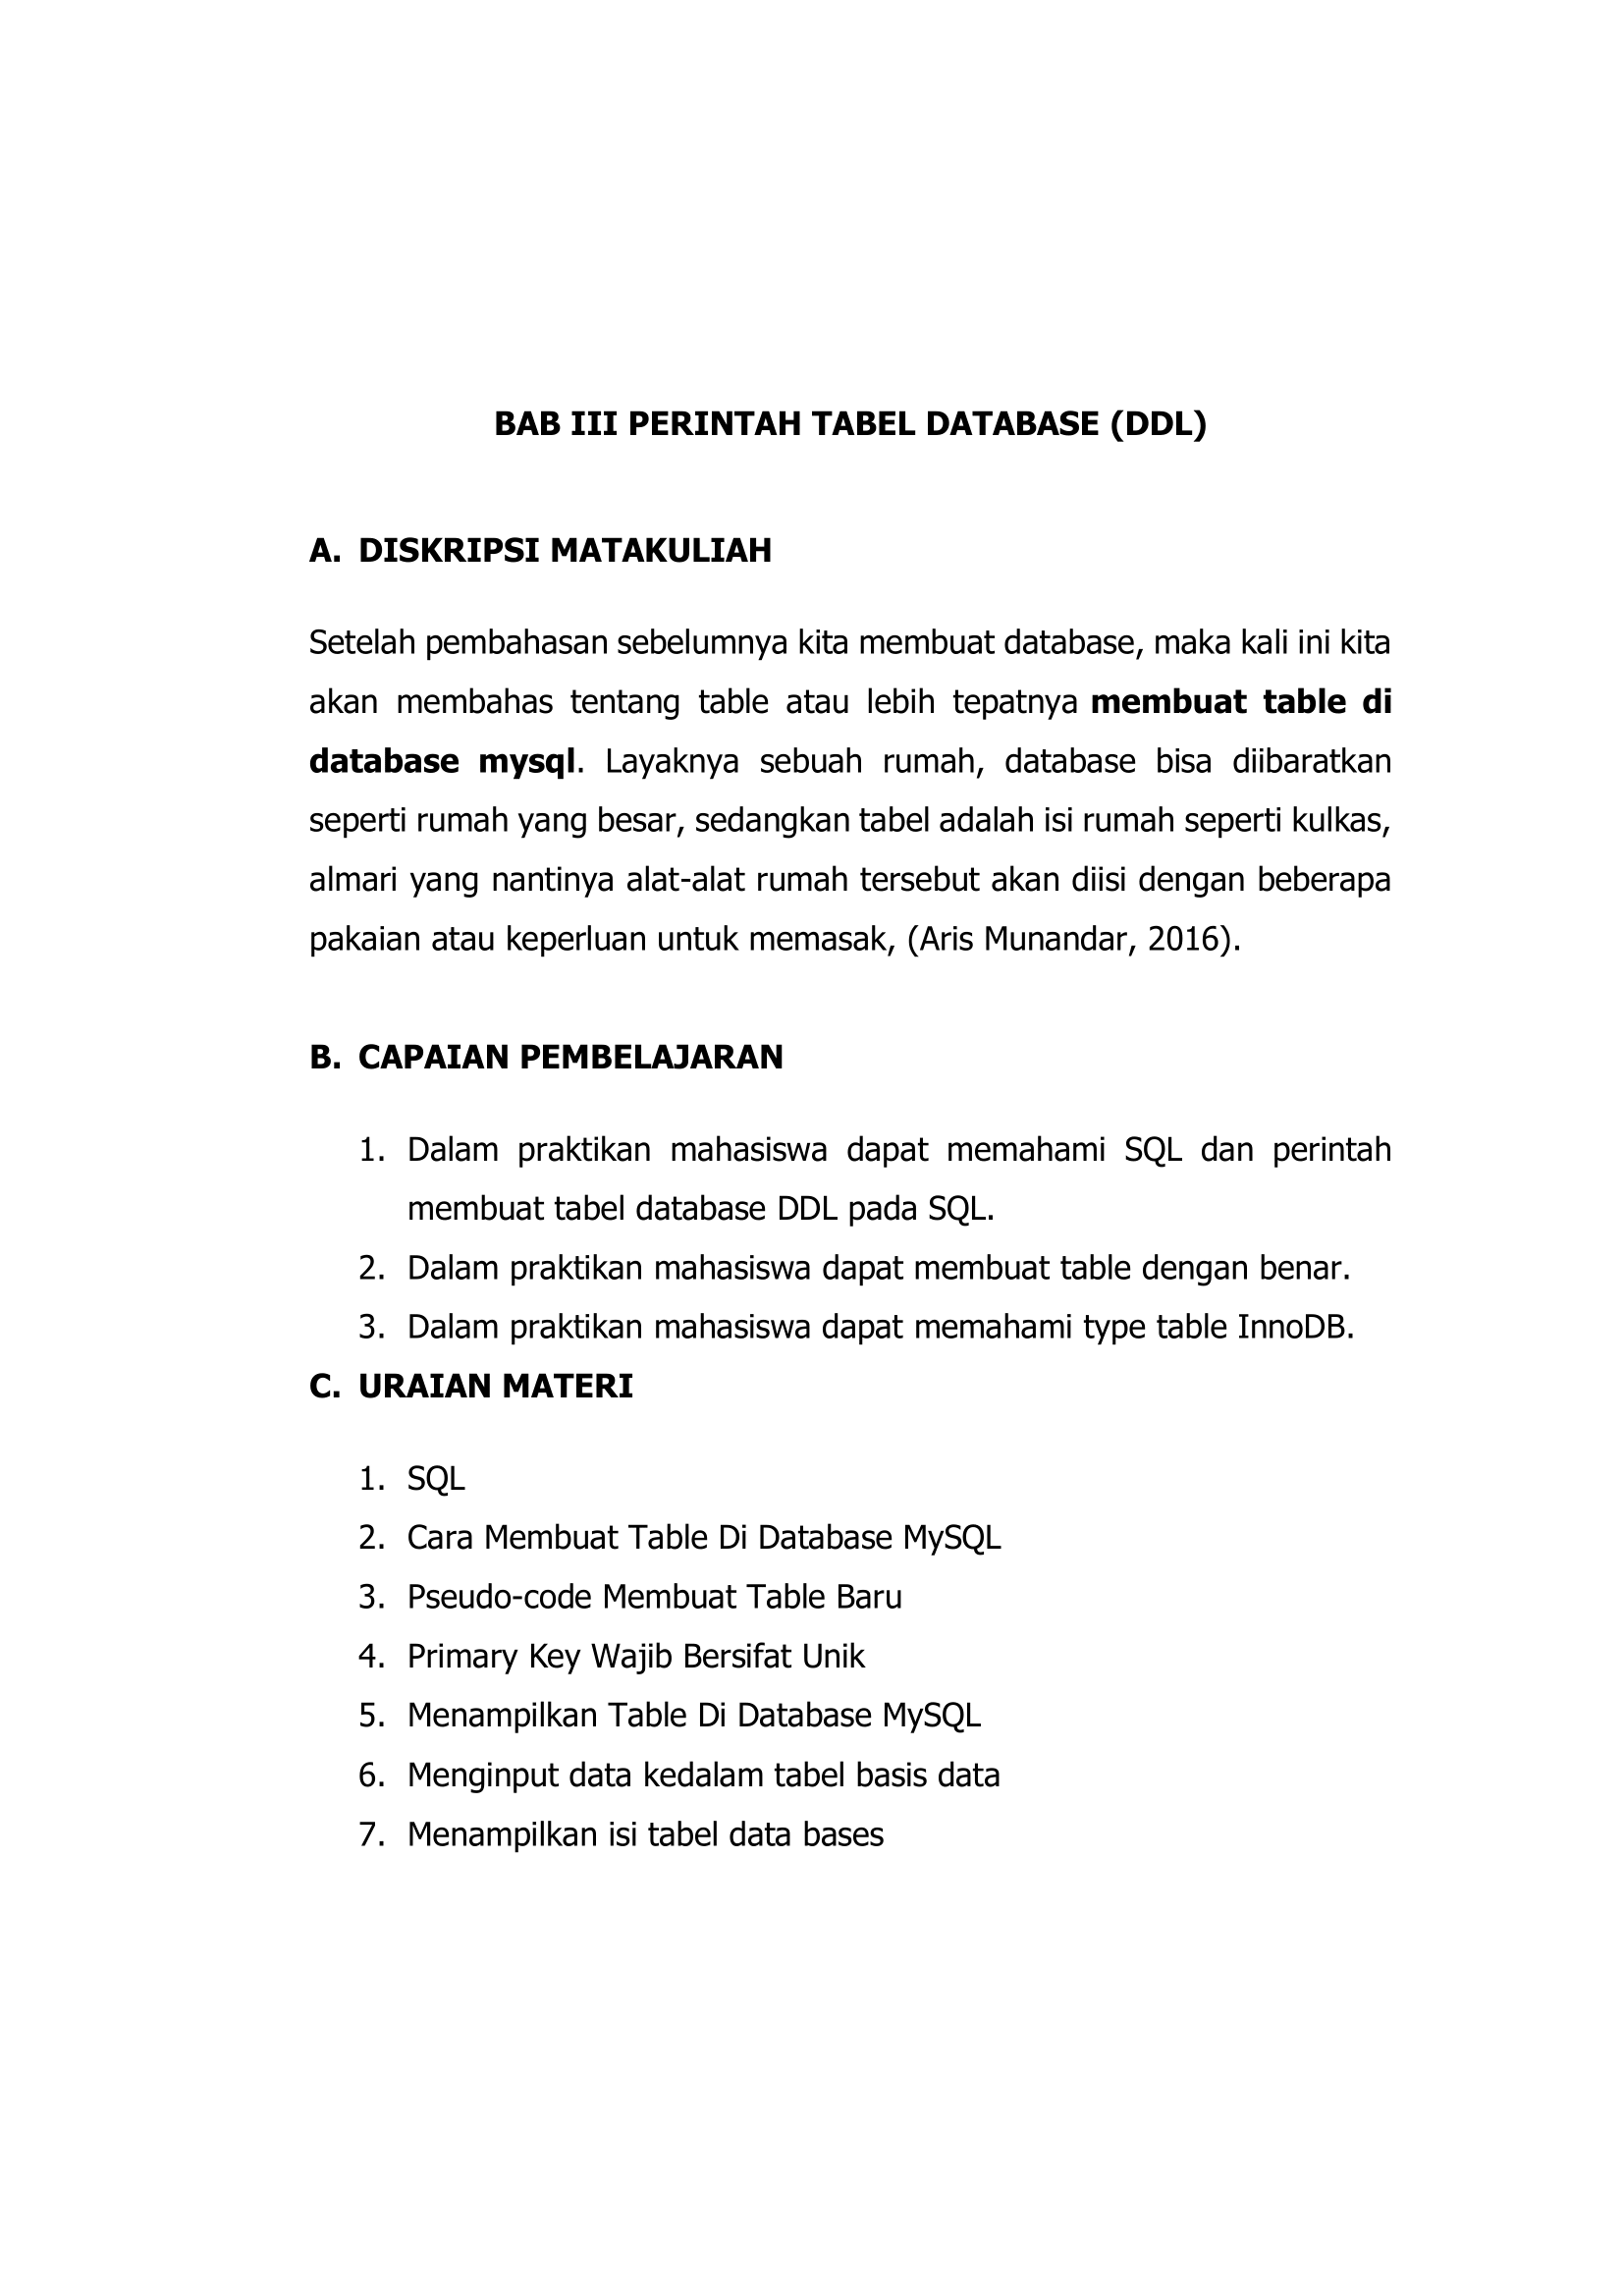 BAB III PERINTAH TABEL DATABASE (DDL)
A. DISKRIPSI MATAKULIAH
Setelah pembahasan sebelumnya kita membuat database, maka kali ini kita
akan membahas tentang table atau lebih tepatnya membuat table di
database mysql. Layaknya sebuah rumah, database bisa diibaratkan
seperti rumah yang besar, sedangkan tabel adalah isi rumah seperti kulkas,
almari yang nantinya alat-alat rumah tersebut akan diisi dengan beberapa
pakaian atau keperluan untuk memasak, (Aris Munandar, 2016).
B. CAPAIAN PEMBELAJARAN
1. Dalam praktikan mahasiswa dapat memahami SQL dan perintah
membuat tabel database DDL pada SQL.
2. Dalam praktikan mahasiswa dapat membuat table dengan benar.
3. Dalam praktikan mahasiswa dapat memahami type table InnoDB.
C. URAIAN MATERI
1. SQL
2. Cara Membuat Table Di Database MySQL
3. Pseudo-code Membuat Table Baru
4. Primary Key Wajib Bersifat Unik
5. Menampilkan Table Di Database MySQL
6. Menginput data kedalam tabel basis data
7. Menampilkan isi tabel data bases